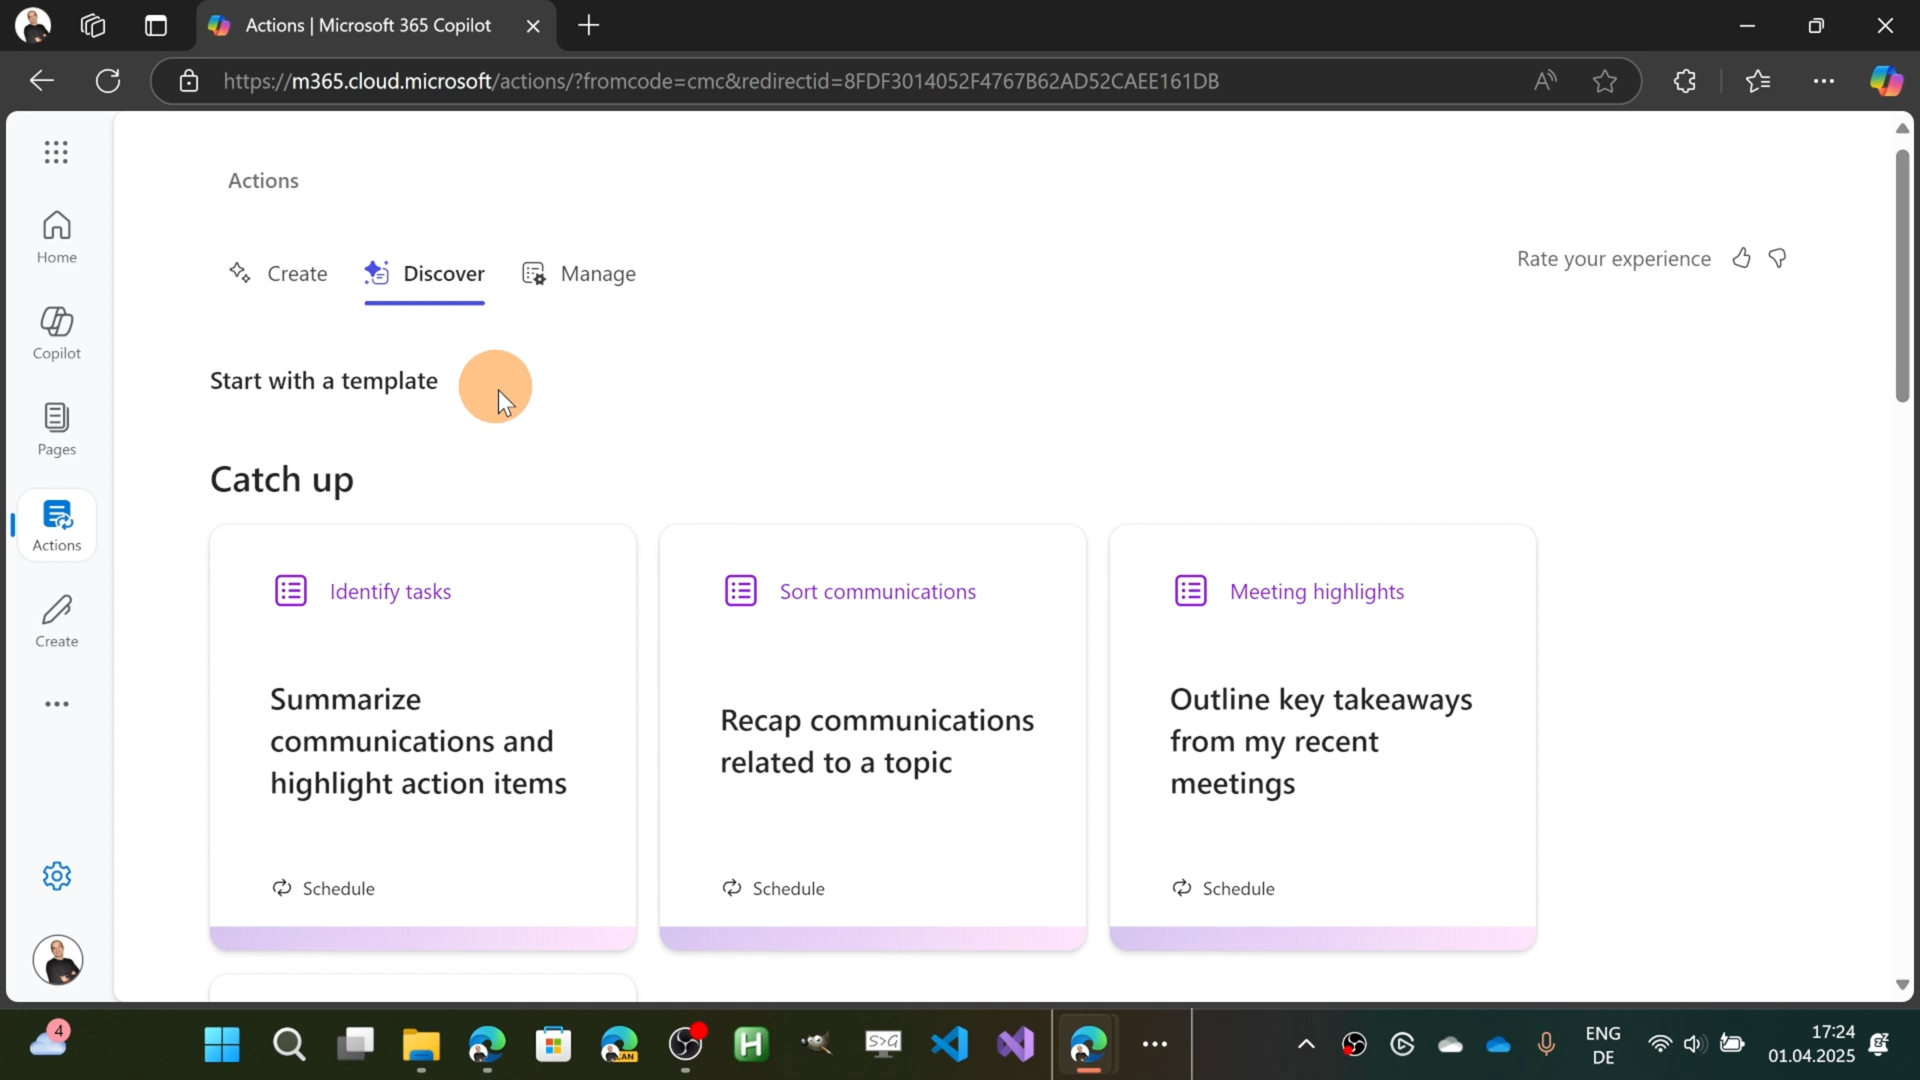 Actions | Microsoft 365 Copilot
https://m365.cloud.microsoft/actions/?fromcode=cmc&redirectid=8FDF3014052F4767B62AD52CAEE161DB
Home
Copilot
Pages
Actions
Create
Actions
Create
Discover
Manage
Rate your experience
Start with a template
Catch up
Identify tasks
Summarize
communications and
highlight action items
Schedule
Sort communications
Recap communications
related to a topic
Schedule
Meeting highlights
Outline key takeaways
from my recent
meetings
Schedule
4
CAN
H
S>G
ENG
DE
17:24
01.04.2025